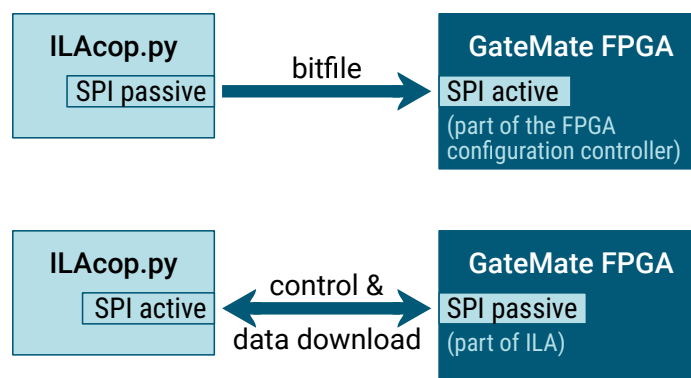 ILAcop.py
SPI passive
bitfile
GateMate FPGA
SPI active
(part of the FPGA
configuration controller)
ILAcop.py
SPI active
control &
data download
GateMate FPGA
SPI passive
(part of ILA)